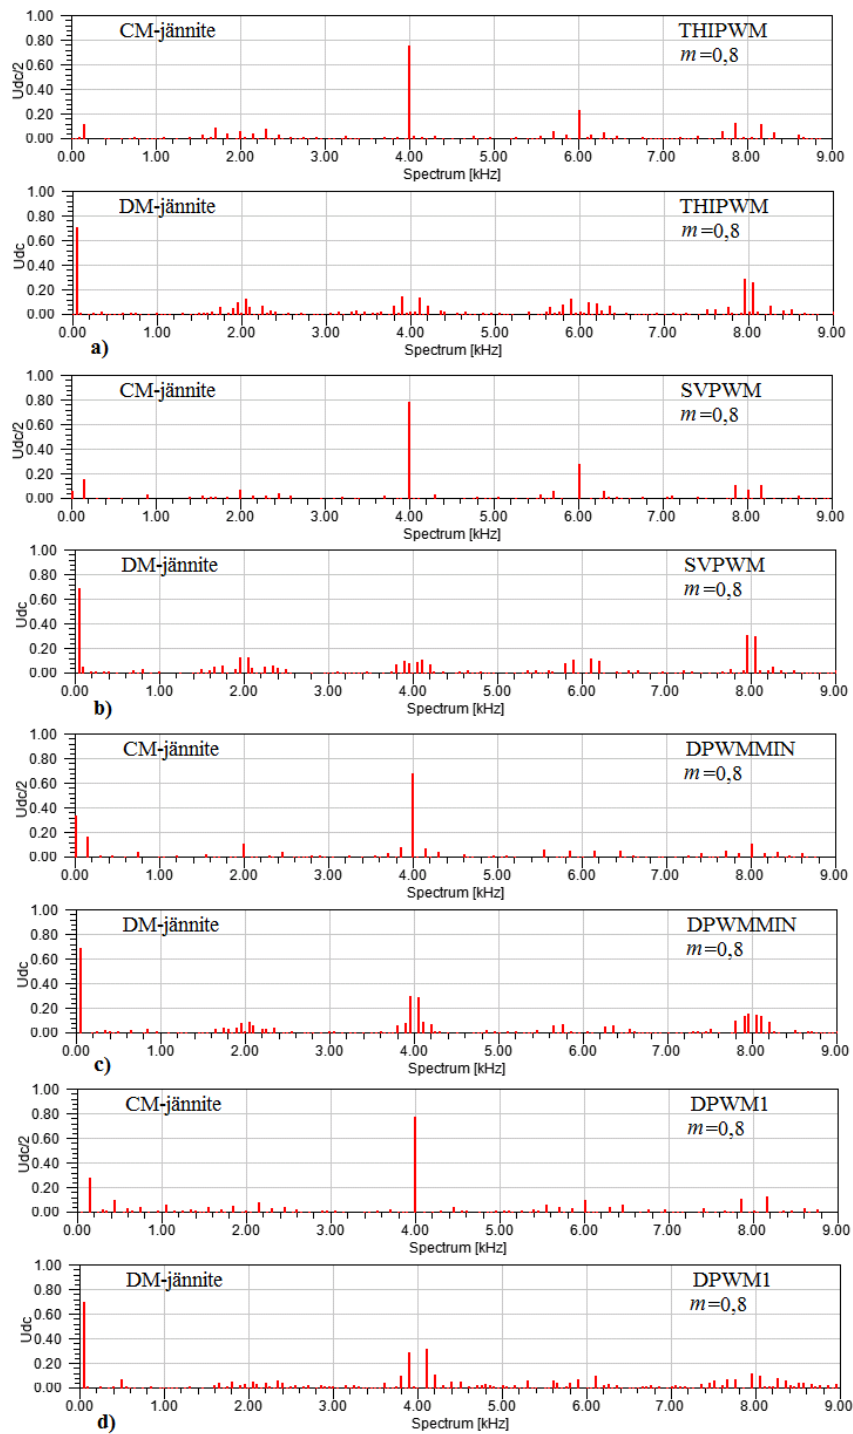 CM-jännite THIPWM
m=0,8
Udc/2
1.00
0.80
0.60
0.40
0.20
0.00
0.00 1.00 2.00 3.00 4.00 5.00 6.00 7.00 8.00 9.00
Spectrum [kHz]
DM-jännite THIPWM
m=0,8
Udc
1.00
0.80
0.60
0.40
0.20
0.00
0.00 1.00 2.00 3.00 4.00 5.00 6.00 7.00 8.00 9.00
Spectrum [kHz]
a)
CM-jännite SVPWM
m=0,8
Udc/2
1.00
0.80
0.60
0.40
0.20
0.00
0.00 1.00 2.00 3.00 4.00 5.00 6.00 7.00 8.00 9.00
Spectrum [kHz]
DM-jännite SVPWM
m=0,8
Udc
1.00
0.80
0.60
0.40
0.20
0.00
0.00 1.00 2.00 3.00 4.00 5.00 6.00 7.00 8.00 9.00
Spectrum [kHz]
b)
CM-jännite DPWMMIN
m=0,8
Udc/2
1.00
0.80
0.60
0.40
0.20
0.00
0.00 1.00 2.00 3.00 4.00 5.00 6.00 7.00 8.00 9.00
Spectrum [kHz]
DM-jännite DPWMMIN
m=0,8
Udc
1.00
0.80
0.60
0.40
0.20
0.00
0.00 1.00 2.00 3.00 4.00 5.00 6.00 7.00 8.00 9.00
Spectrum [kHz]
c)
CM-jännite DPWM1
m=0,8
Udc/2
1.00
0.80
0.60
0.40
0.20
0.00
0.00 1.00 2.00 3.00 4.00 5.00 6.00 7.00 8.00 9.00
Spectrum [kHz]
DM-jännite DPWM1
m=0,8
Udc
1.00
0.80
0.60
0.40
0.20
0.00
0.00 1.00 2.00 3.00 4.00 5.00 6.00 7.00 8.00 9.00
Spectrum [kHz]
d)